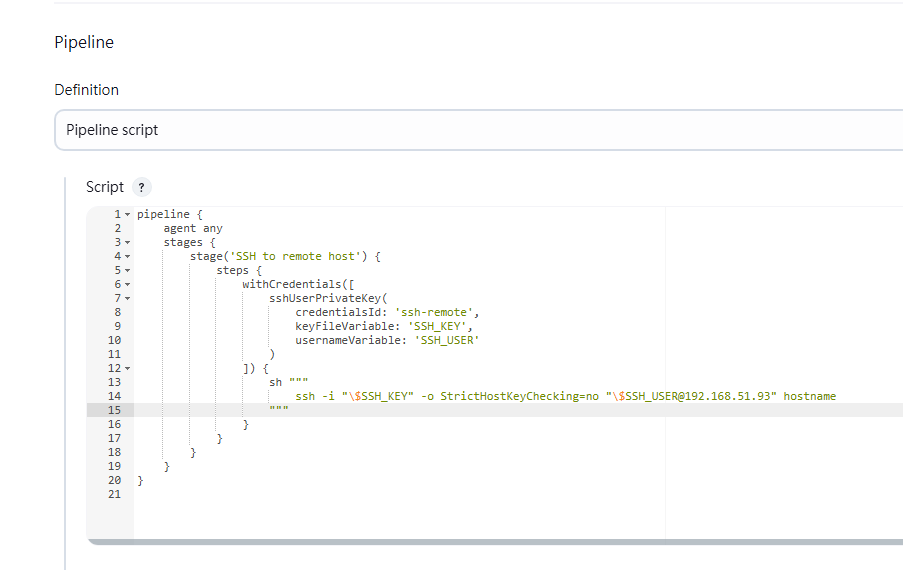 Pipeline
Definition
Pipeline script
Script ?
1 pipeline {
2     agent any
3     stages {
4         stage('SSH to remote host') {
5             steps {
6                 withCredentials([
7                     sshUserPrivateKey(
8                         credentialsId: 'ssh-remote',
9                         keyFileVariable: 'SSH_KEY',
10                         usernameVariable: 'SSH_USER'
11                     )
12                 ]) {
13                     sh """
14                         ssh -i "\$SSH_KEY" -o StrictHostKeyChecking=no "\$SSH_USER@192.168.51.93" hostname
15                     """
16                 }
17             }
18         }
19     }
20 }
21